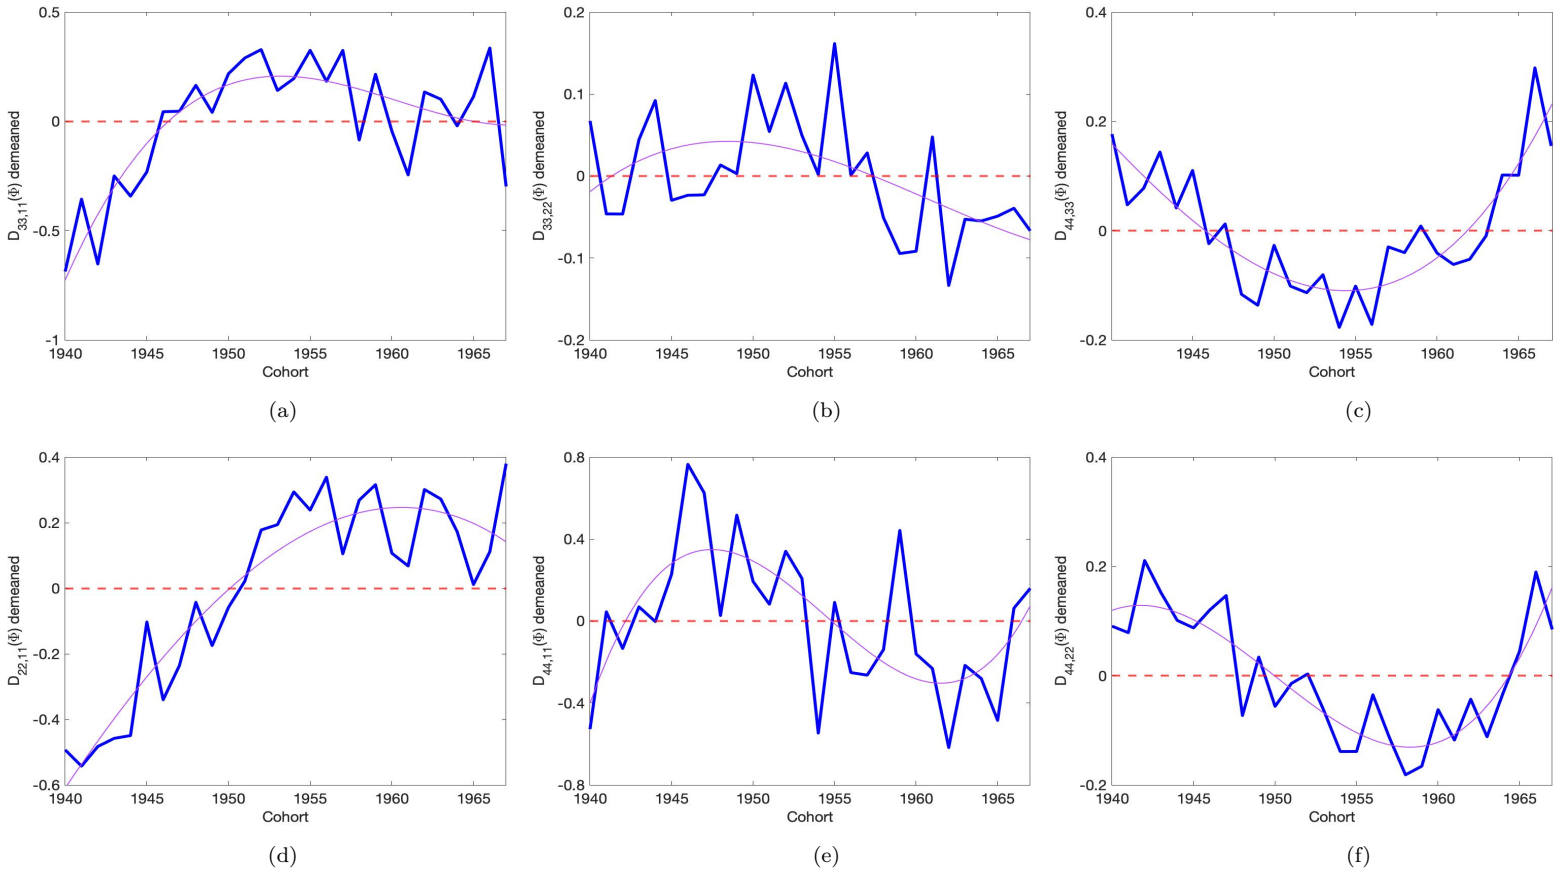 0.5
0
-0.5
-1
D33,11(Φ) demeaned
1940 1945 1950 1955 1960 1965
Cohort
(a)
0.2
0.1
0
-0.1
-0.2
D33,22(Φ) demeaned
1940 1945 1950 1955 1960 1965
Cohort
(b)
0.4
0.2
0
-0.2
D44,33(Φ) demeaned
1945 1950 1955 1960 1965
Cohort
(c)
0.4
0.2
0
-0.2
-0.4
-0.6
D22,11(Φ) demeaned
1940 1945 1950 1955 1960 1965
Cohort
(d)
0.8
0.4
0
-0.4
-0.8
D44,11(Φ) demeaned
1940 1945 1950 1955 1960 1965
Cohort
(e)
0.4
0.2
0
-0.2
D44,22(Φ) demeaned
1940 1945 1950 1955 1960 1965
Cohort
(f)